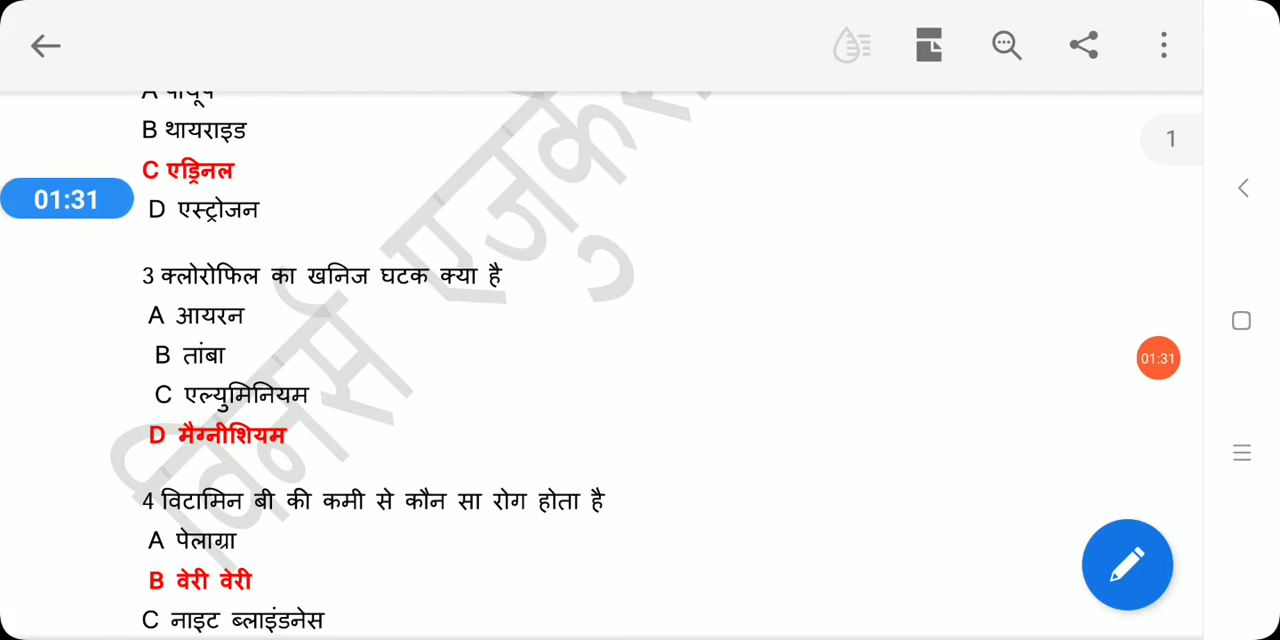 1
A पीयूष
B थायराइड
C एड्रिनल
01:31
D एस्ट्रोजन
3 क्लोरोफिल का खनिज घटक क्या है
A आयरन
B तांबा
01:31
C एल्युमिनियम
D मैग्नीशियम
4 विटामिन बी की कमी से कौन सा रोग होता है
A पेलाग्रा
B वेरी वेरी
C नाइट ब्लाइंडनेस
विनर्स